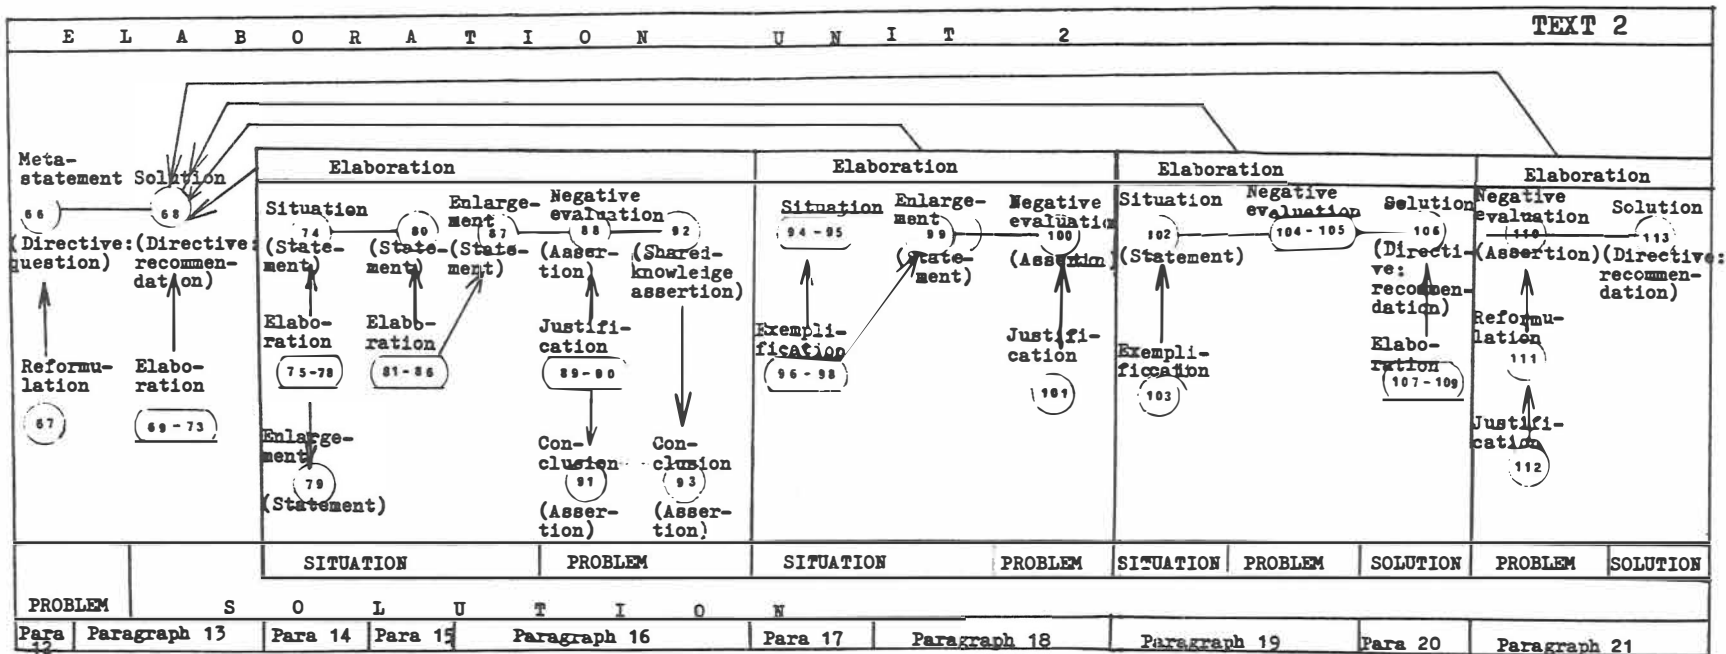 TEXT 2
E L A B O R A T I O N U N I T 2
Meta-
statement
66
(Directive:
question)
Reformu-
lation
67
Solution
68
(Directive:
recommen-
dation)
Elabo-
ration
69-73
Elaboration
Situation
74
(State-
ment)
Elabo-
ration
75-78
Enlarge-
ment
79
(Statement)
80
(State-
ment)
Elabo-
ration
81-86
Enlarge-
ment
87
(State-
ment)
Negative
evaluation
88
(Asser-
tion)
Justifi-
cation
89-90
Con-
clusion
91
(Asser-
tion)
92
(Shared-
knowledge
assertion)
Con-
clusion
93
(Asser-
tion)
Elaboration
Situation
94-95
Exempli-
fication
96-98
Enlarge-
ment
99
(State-
ment)
Negative
evaluation
100
(Assertion)
Justifi-
cation
101
Elaboration
Situation
102
(Statement)
Exempli-
fication
103
Negative
evaluation
104-105
Solution
106
(Directi-
ve:
recommen-
dation)
Elabo-
ration
107-109
Elaboration
Negative
evaluation
110
(Assertion)
Reformu-
lation
111
Justifi-
cation
112
Solution
113
(Directive:
recommen-
dation)
SITUATION PROBLEM SITUATION PROBLEM SITUATION PROBLEM SOLUTION PROBLEM SOLUTION
PROBLEM S O L U T I O N
Para 12 Paragraph 13 Para 14 Para 15 Paragraph 16 Para 17 Paragraph 18 Paragraph 19 Para 20 Paragraph 21